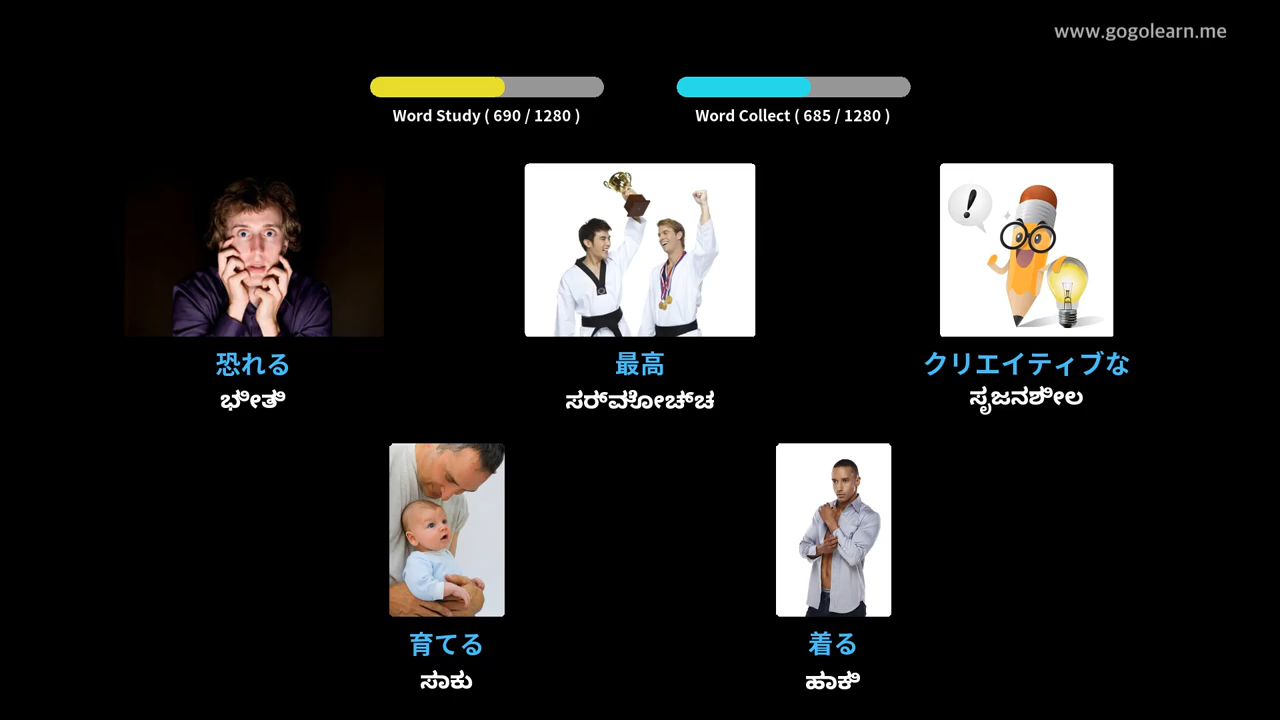 www.gogolearn.me
Word Study ( 690 / 1280 )
Word Collect ( 685 / 1280 )
恐れる
ಭೀತಿ
最高
ಸರ್ವೋಚ್ಚ
クリエイティブな
ಸೃಜನಶೀಲ
育てる
ಸಾಕು
着る
ಹಾಕಿ